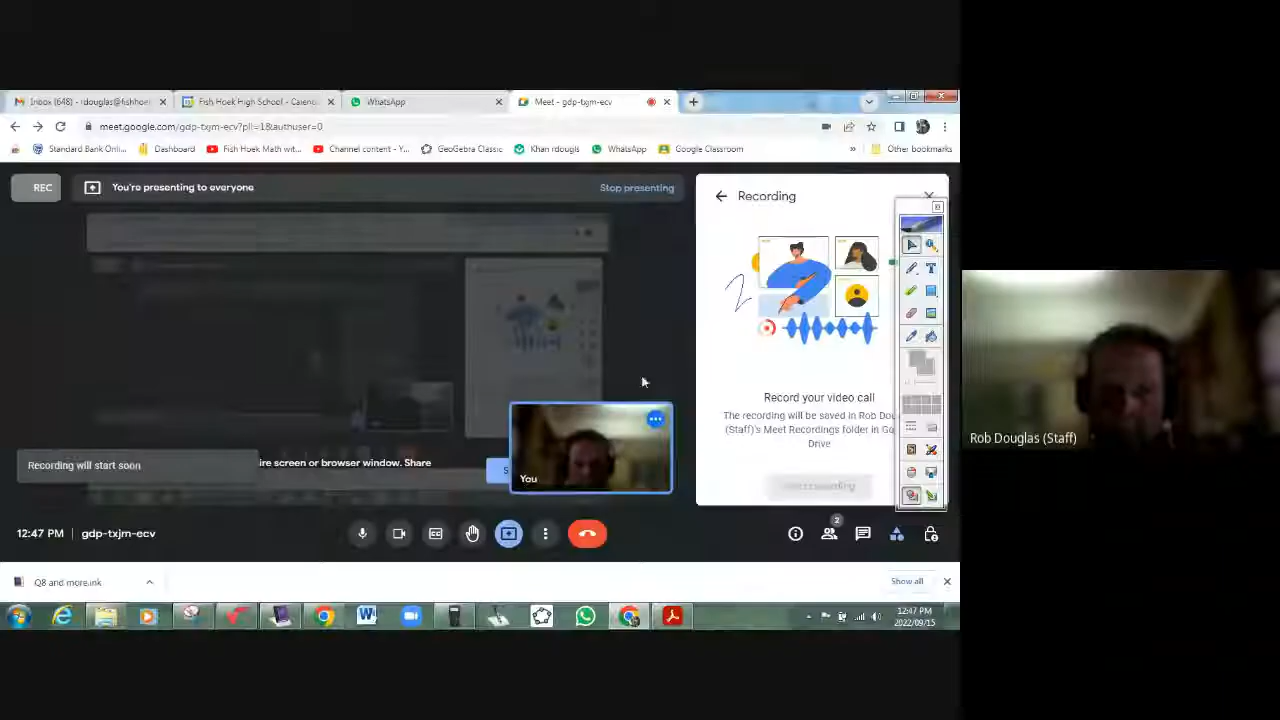 Inbox (648) - rdouglas@fishhoe
Fish Hoek High School - Calend
WhatsApp
Meet - gdp-txjm-ecv
meet.google.com/gdp-txjm-ecv?pli=1&authuser=0
Standard Bank Onli...
Dashboard
Fish Hoek Math wit...
Channel content - Y...
GeoGebra Classic
Khan rdougls
WhatsApp
Google Classroom
»
Other bookmarks
REC
You're presenting to everyone
Stop presenting
Recording
2
Record your video call
The recording will be saved in Rob Dou
(Staff)'s Meet Recordings folder in Go
Drive
Recording will start soon
ire screen or browser window. Share
S
You
Rob Douglas (Staff)
12:47 PM | gdp-txjm-ecv
2
Q8 and more.ink
Show all
12:47 PM
2022/09/15